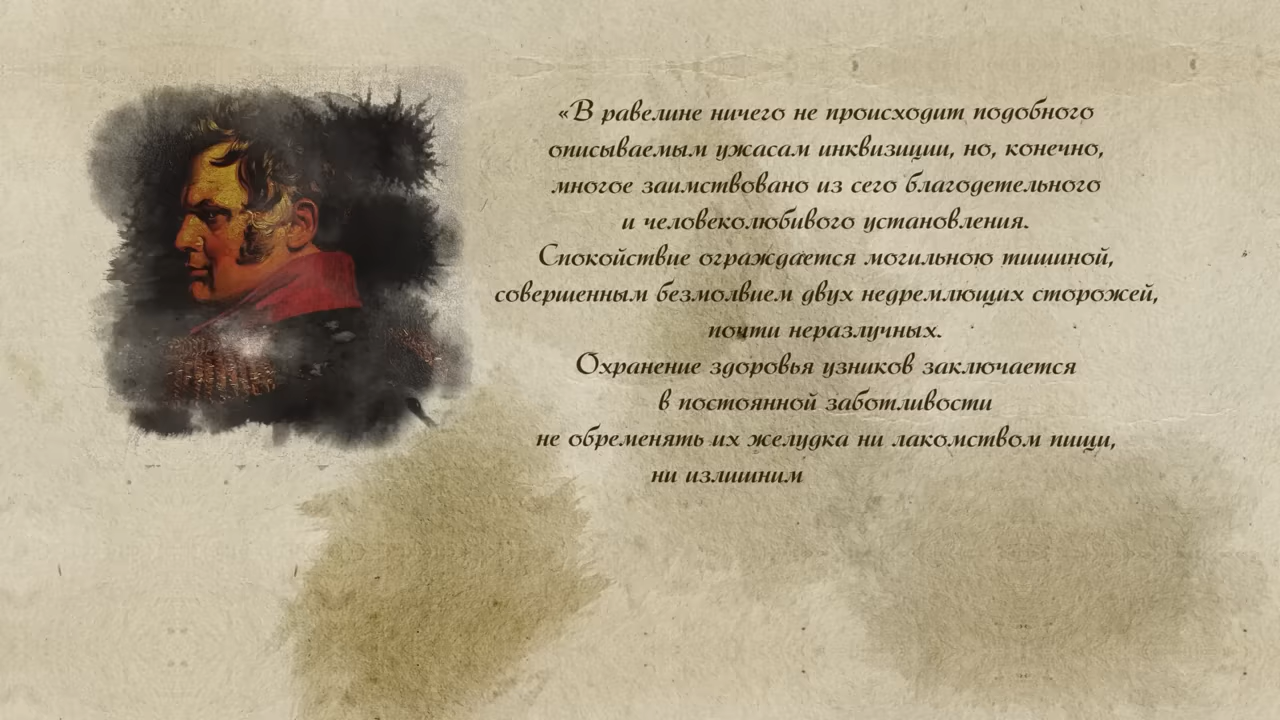 «В равелине ничего не происходит подобного
описываемым ужасам инквизиции, но, конечно,
многое заимствовано из сего благодетельного
и человеколюбивого установления.
Спокойствие ограждается могильною тишиной,
совершенным безмолвием двух недремлющих сторожей,
почти неразлучных.
Охранение здоровья узников заключается
в постоянной заботливости
не обременять их желудка ни лакомством пищи,
ни излишним